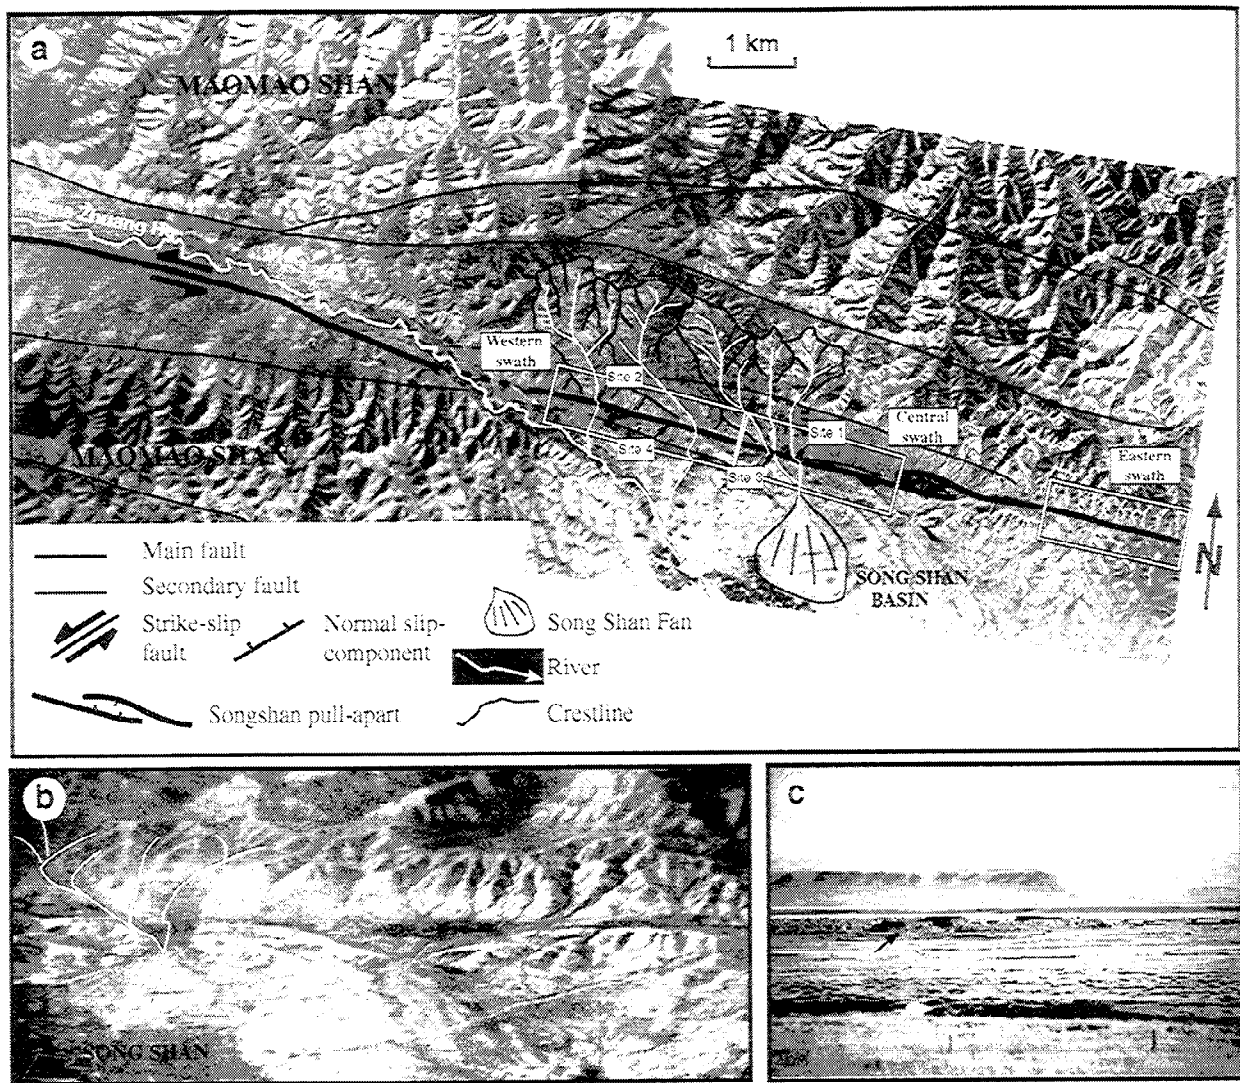 a
1 km
MAOMAO SHAN
Zhuang
Western
swath
Site 2
Site 1
Central
swath
Site 4
Site 3
Eastern
swath
MAOMAO SHAN
SONG SHAN
BASIN
N
Main fault
Secondary fault
Strike-slip
fault
Normal slip-
component
Song Shan Fan
River
Songshan pull-apart
Crestline
b
SONG SHAN
c